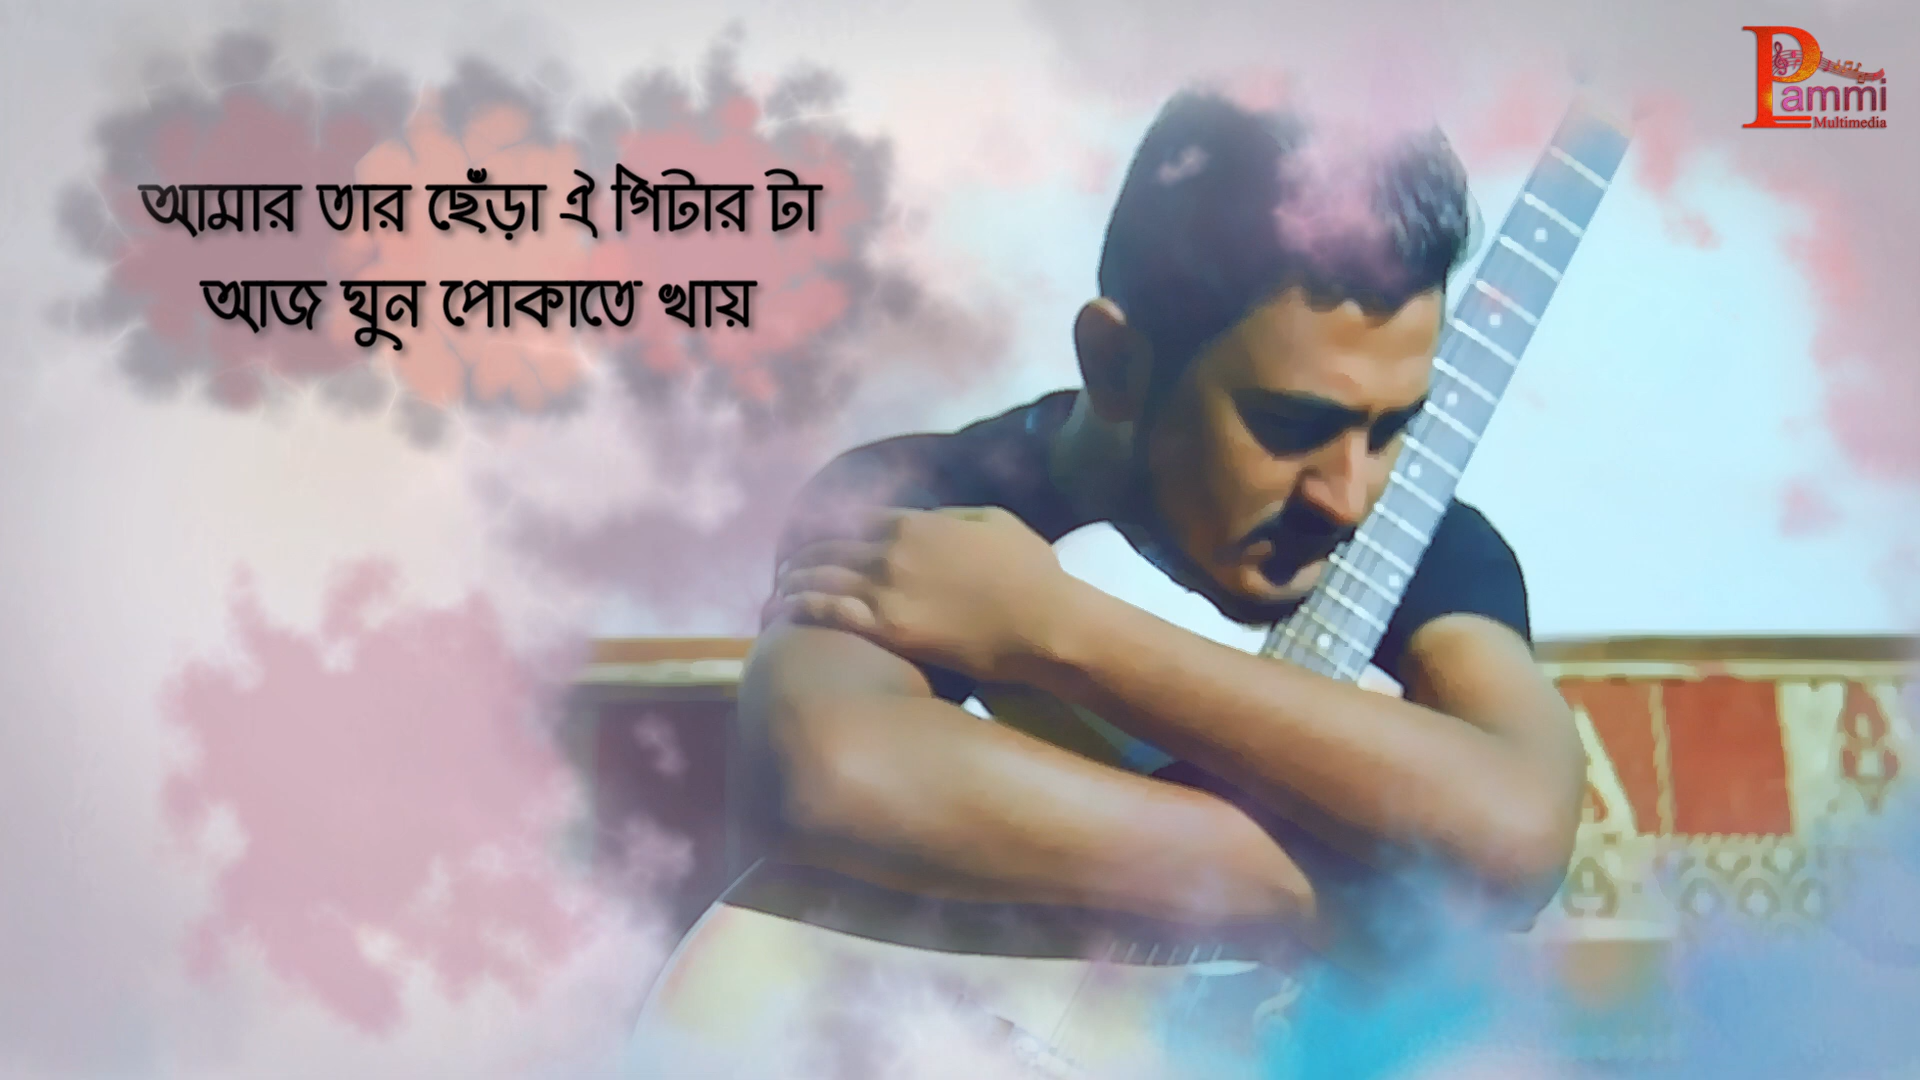 আমার তার ছেঁড়া ঐ গিটার টা
আজ ঘুন পোকাতে খায়
Pammi
Multimedia